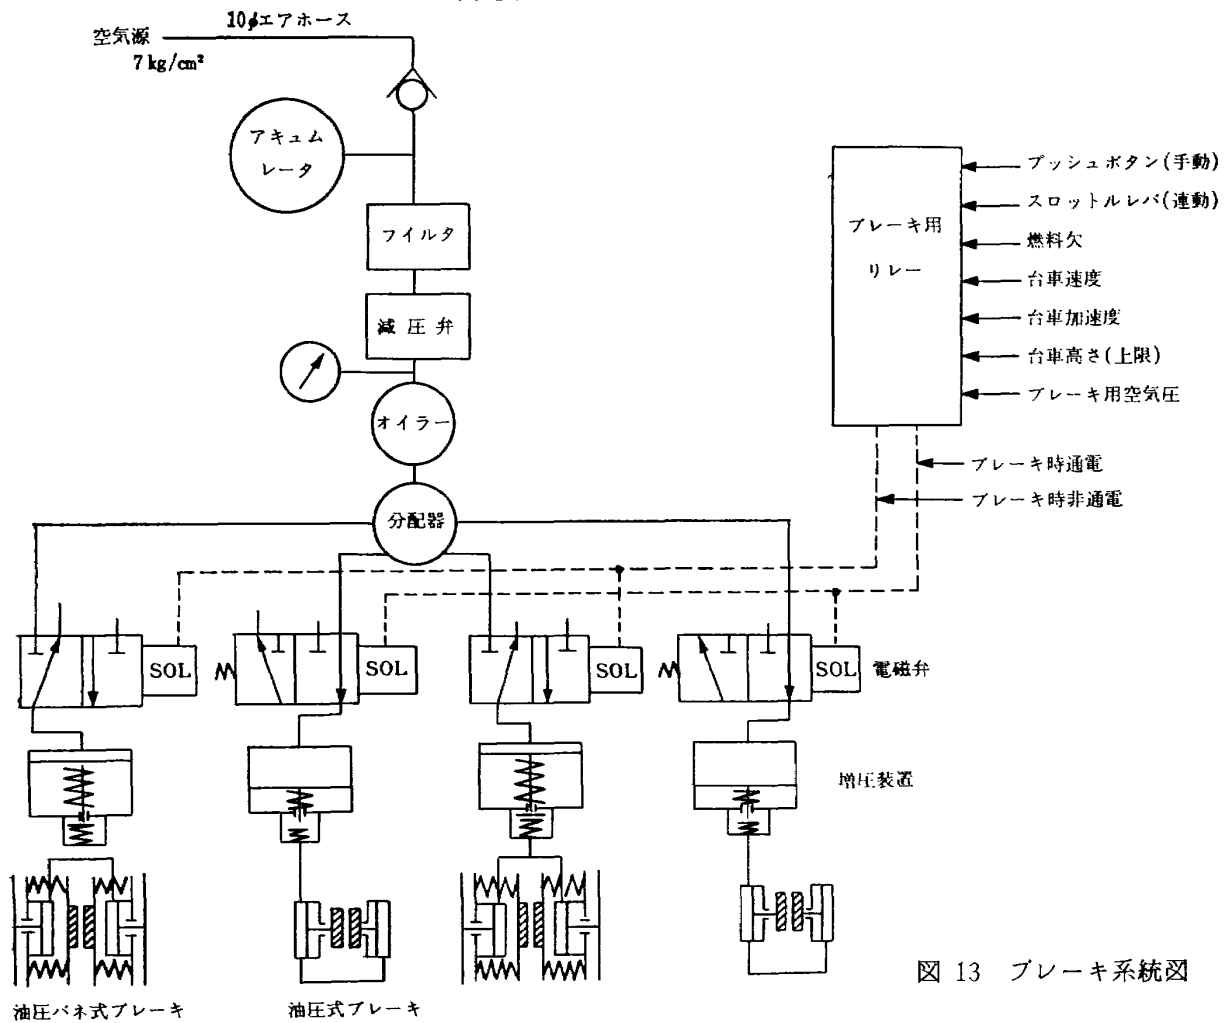 10φエアホース
空気源
7kg/cm²
アキュム
レータ
フイルタ
減圧弁
オイラー
分配器
ブレーキ用
リレー
プッシュボタン(手動)
スロットルレバ(連動)
燃料欠
台車速度
台車加速度
台車高さ(上限)
ブレーキ用空気圧
ブレーキ時通電
ブレーキ時非通電
SOL
SOL
SOL
SOL
電磁弁
増圧装置
油圧バネ式ブレーキ
油圧式ブレーキ
図 13 ブレーキ系統図